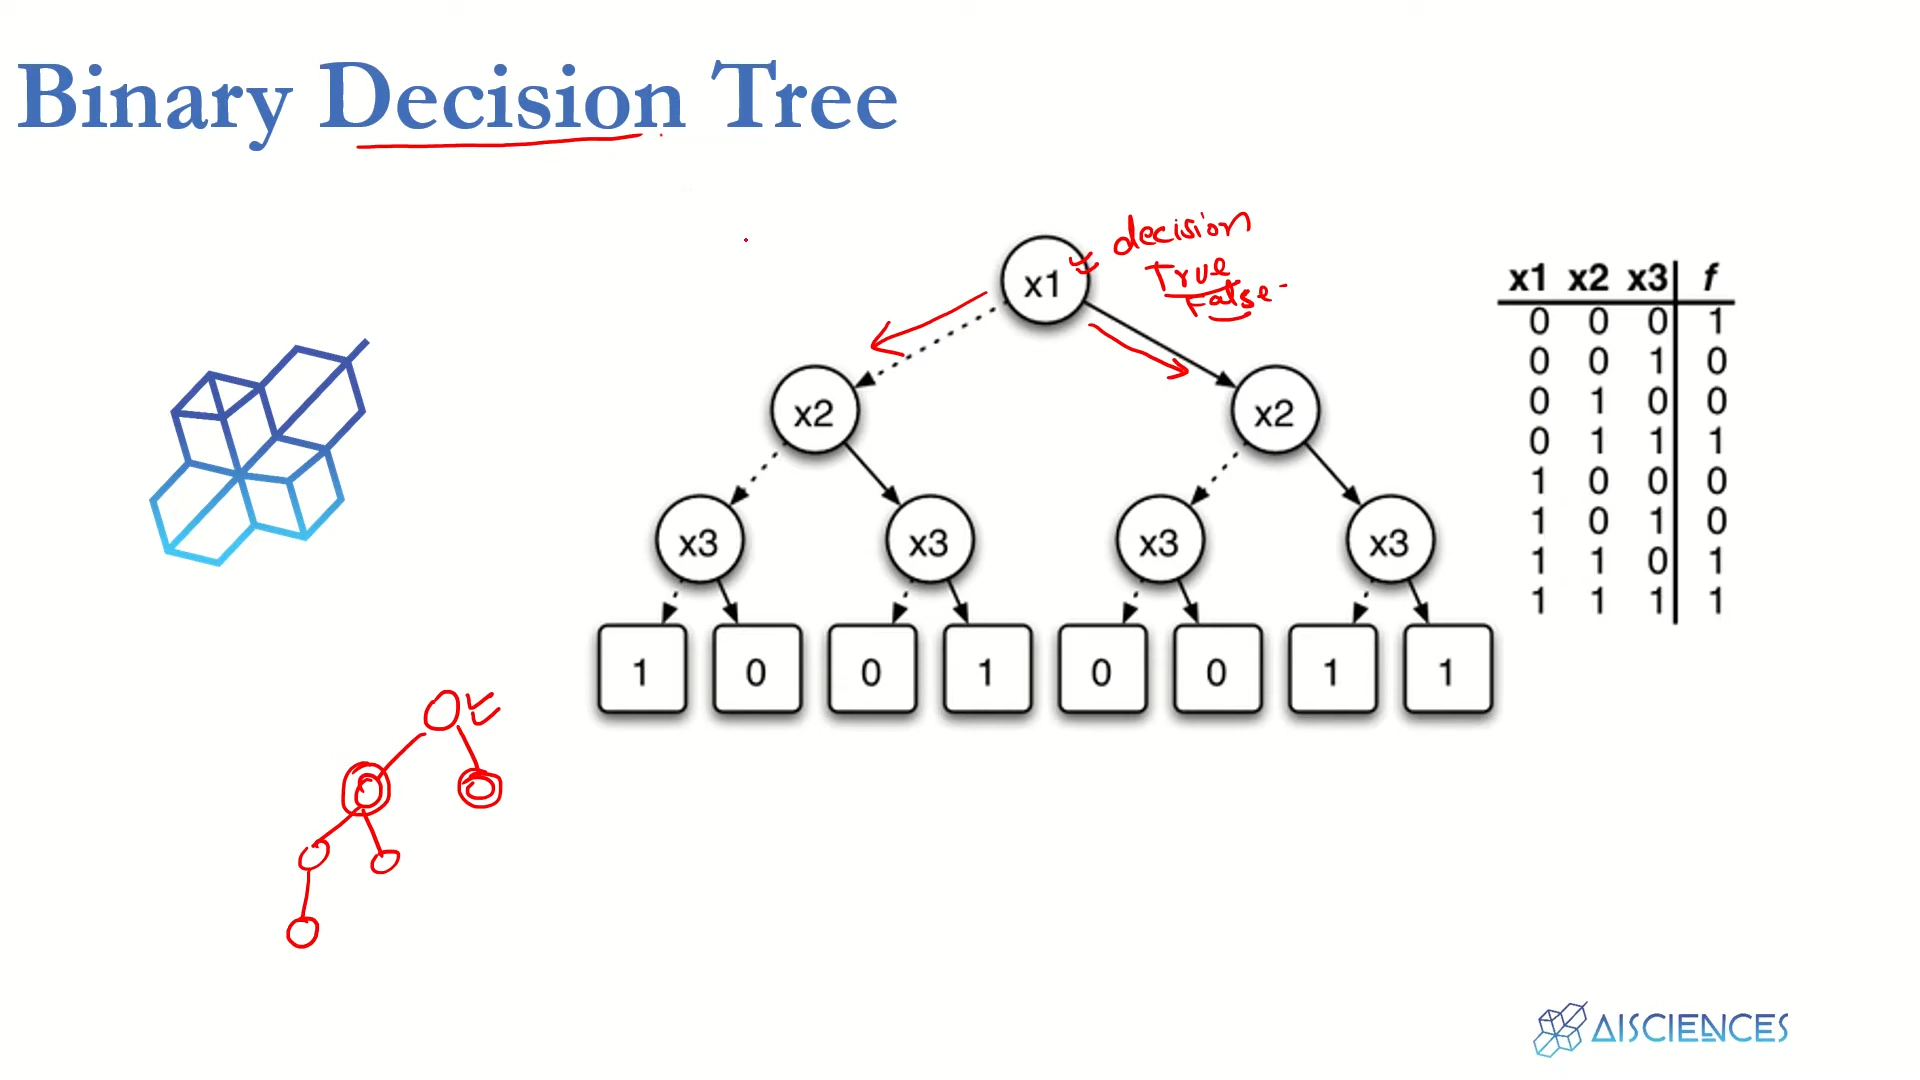 Binary Decision Tree
decision
True
False
x1
x2 x2
x3 x3 x3 x3
1 0 0 1 0 0 1 1
x1 x2 x3 f
0 0 0 1
0 0 1 0
0 1 0 0
0 1 1 1
1 0 0 0
1 0 1 0
1 1 0 1
1 1 1 1
AISCIENCES